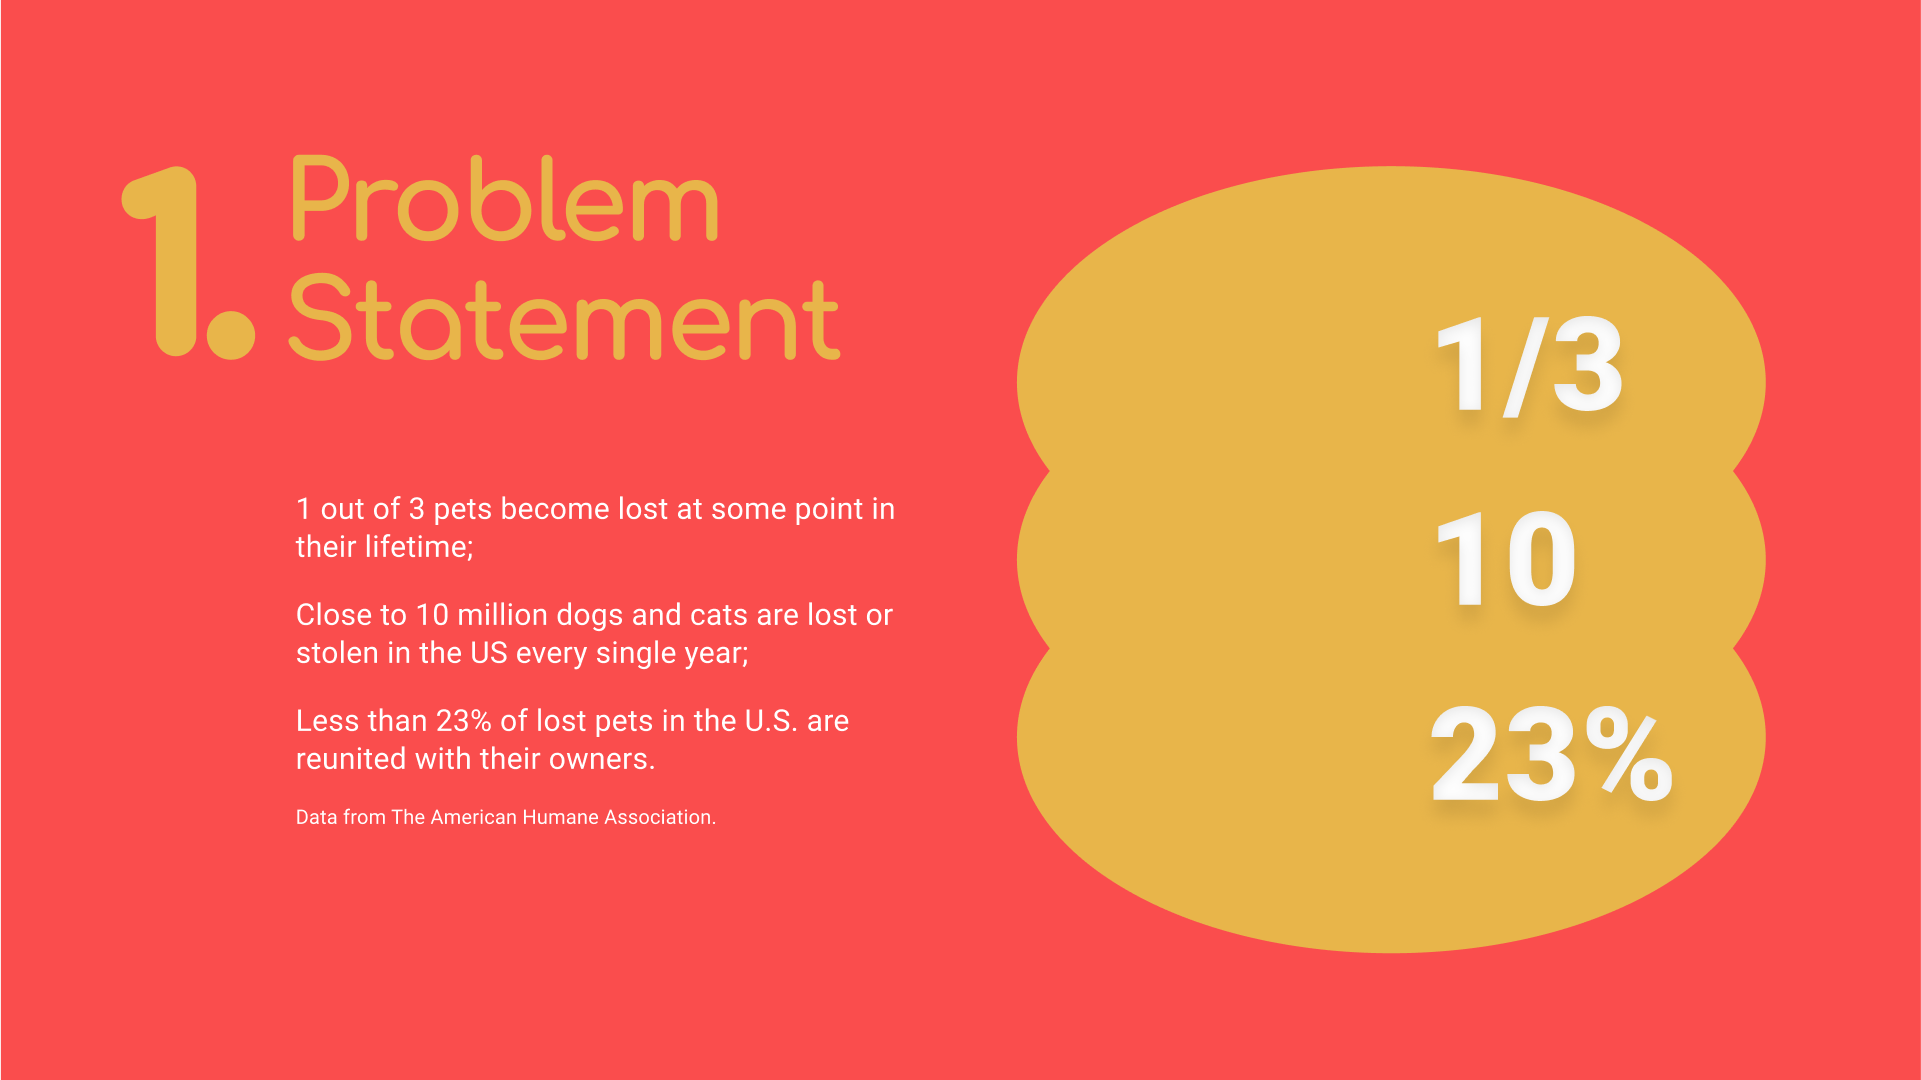 1. Problem
Statement
1 out of 3 pets become lost at some point in
their lifetime;
Close to 10 million dogs and cats are lost or
stolen in the US every single year;
Less than 23% of lost pets in the U.S. are
reunited with their owners.
Data from The American Humane Association.
1/3
10
23%